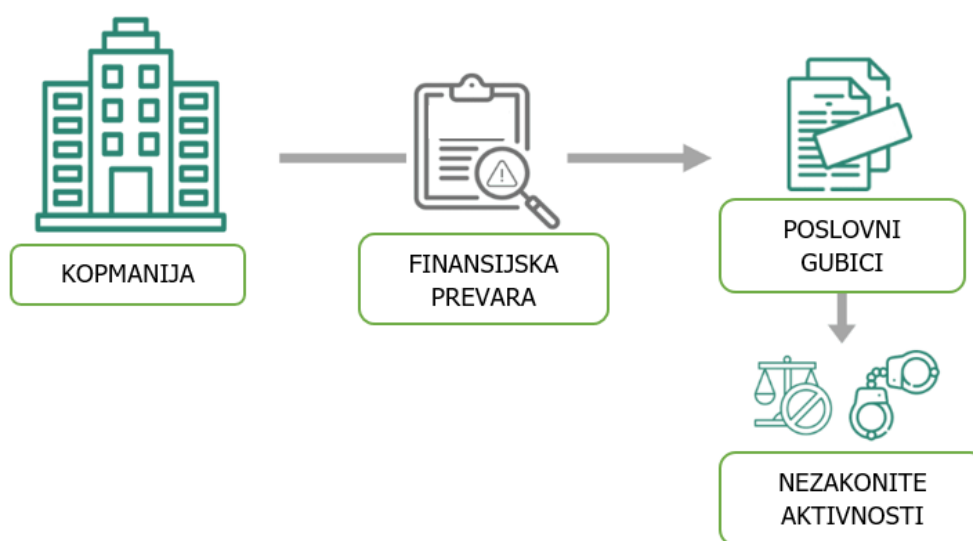 KOPMANIJA
FINANSIJSKA
PREVARA
POSLOVNI
GUBICI
NEZAKONITE
AKTIVNOSTI